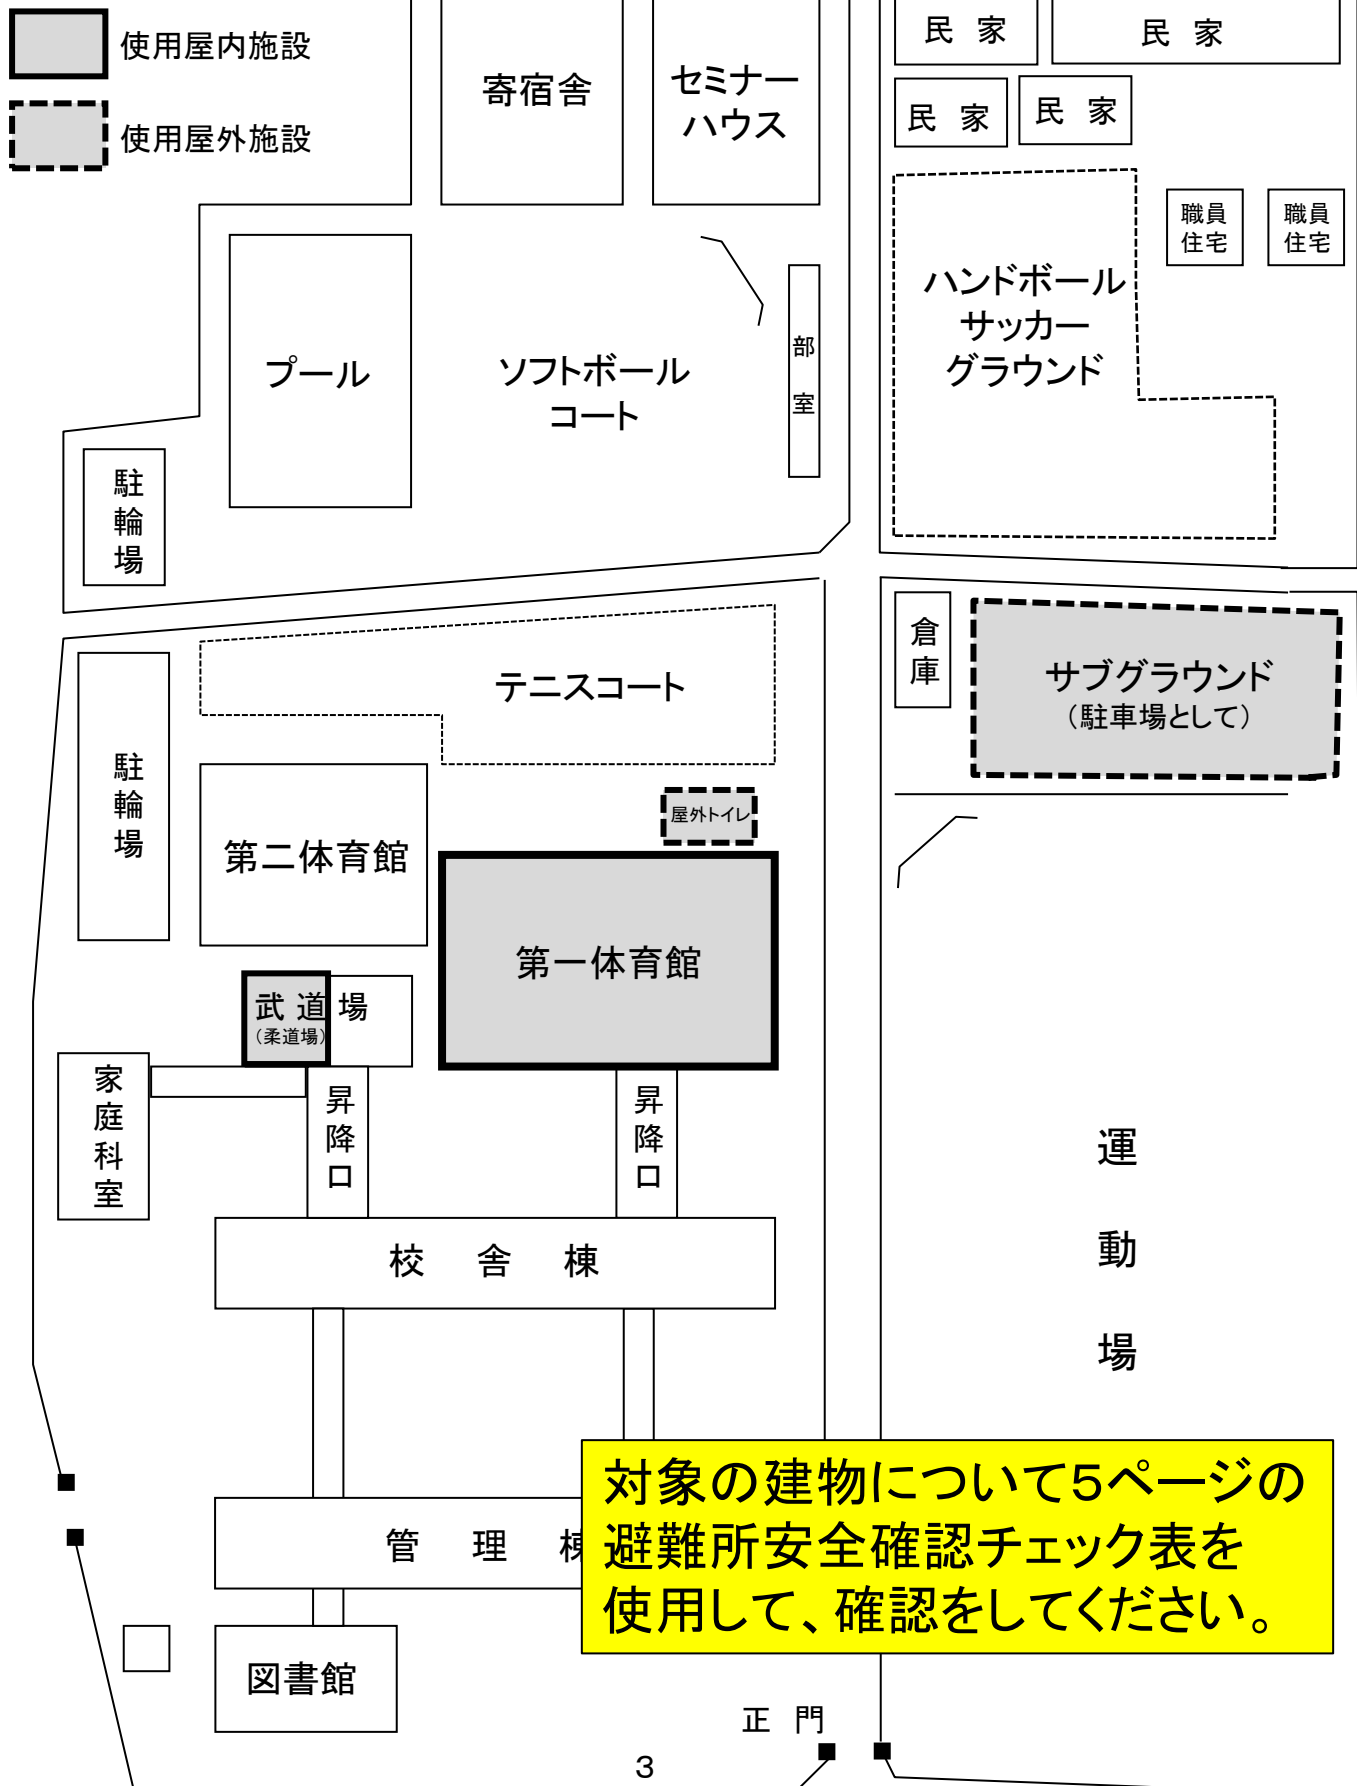 使用屋内施設
使用屋外施設
寄宿舎
セミナー
ハウス
民 家
民 家
民 家
民 家
職員
住宅
職員
住宅
ハンドボール
サッカー
グラウンド
プール
ソフトボール
コート
部室
駐輪場
テニスコート
倉庫
サブグラウンド
（駐車場として）
駐輪場
屋外トイレ
第二体育館
第一体育館
武 道 場
（柔道場）
家庭科室
昇降口
昇降口
校 舎 棟
運動場
管 理 棟
対象の建物について5ページの
避難所安全確認チェック表を
使用して、確認をしてください。
図書館
正 門
3